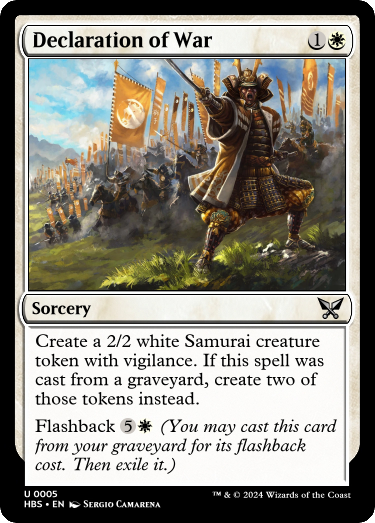 Declaration of War 1
Sorcery
Create a 2/2 white Samurai creature
token with vigilance. If this spell was
cast from a graveyard, create two of
those tokens instead.
Flashback 5 (You may cast this card
from your graveyard for its flashback
cost. Then exile it.)
U 0005
HBS • EN Sergio Camarena
™ & © 2024 Wizards of the Coast